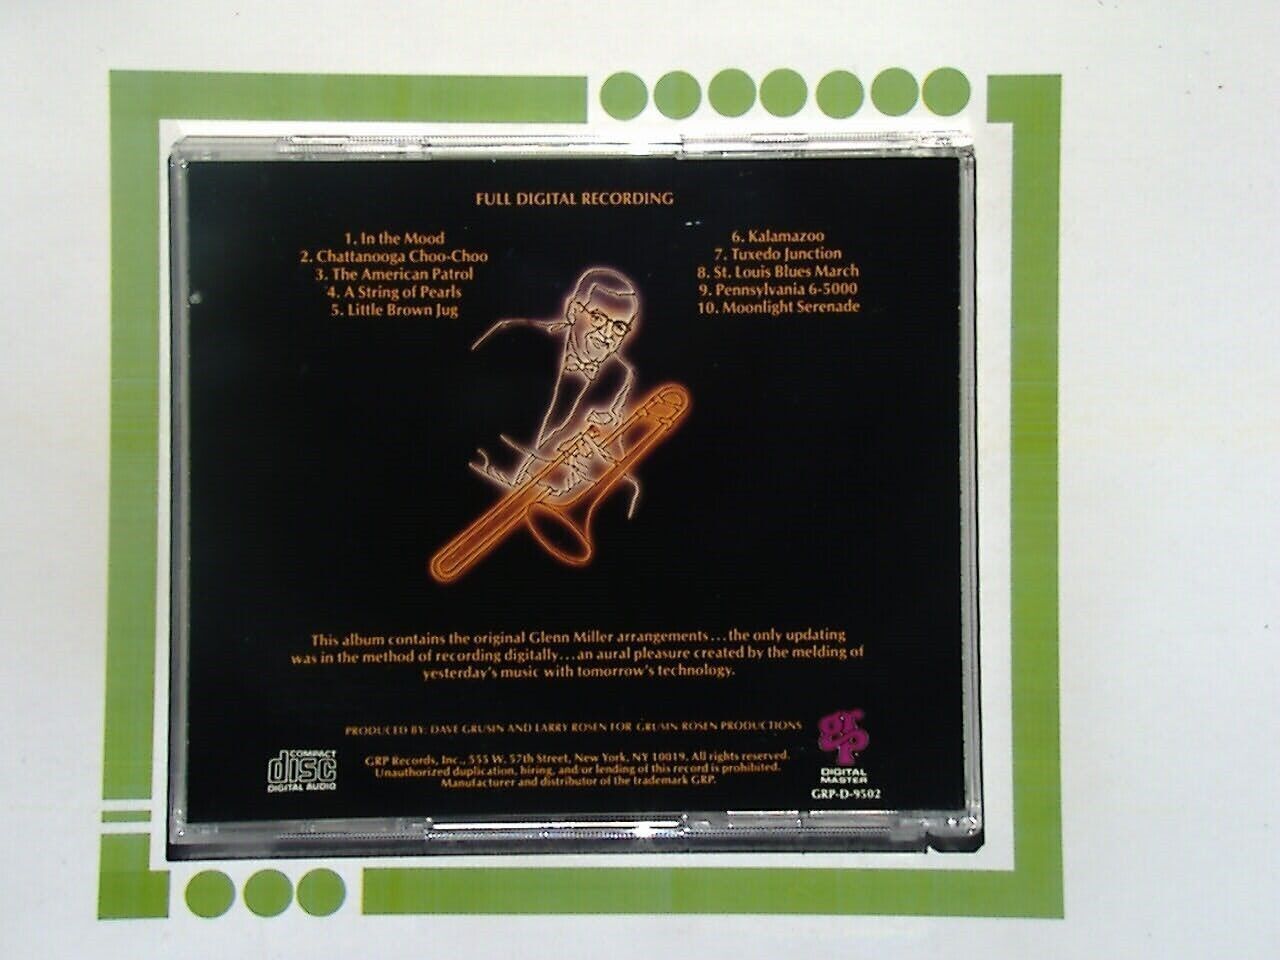 FULL DIGITAL RECORDING
1. In the Mood
2. Chattanooga Choo-Choo
3. The American Patrol
4. A String of Pearls
5. Little Brown Jug
6. Kalamazoo
7. Tuxedo Junction
8. St. Louis Blues March
9. Pennsylvania 6-5000
10. Moonlight Serenade
This album contains the original Glenn Miller arrangements...the only updating
was in the method of recording digitally...an aural pleasure created by the melding of
yesterday's music with tomorrow's technology.
PRODUCED BY: DAVE GRUSIN AND LARRY ROSEN FOR GRUSIN ROSEN PRODUCTIONS
GRP Records, Inc., 555 W. 57th Street, New York, NY 10019. All rights reserved.
Unauthorized duplication, hiring, and/or lending of this record is prohibited.
Manufacturer and distributor of the trademark GRP.
COMPACT
disc
DIGITAL AUDIO
grp
DIGITAL
MASTER
GRP-D-9502